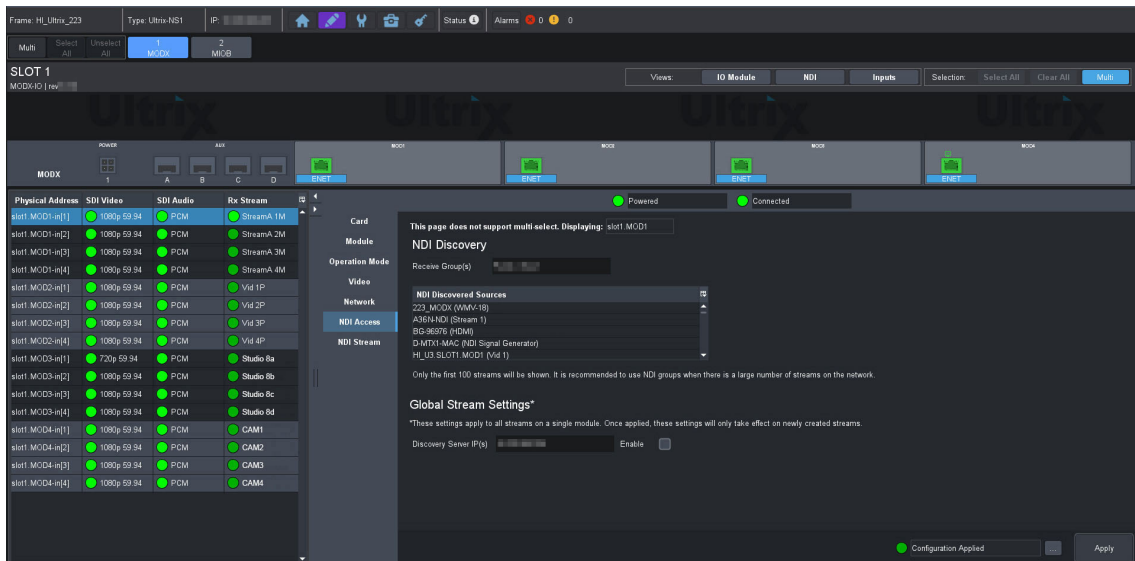 Frame: HI_Ultrix_223 Type: Ultrix-NS1 IP: Status Alarms 0 0
Multi Select All Unselect All 1 MODX 2 MIOB
SLOT 1
MODX-IO | rev
Views: IO Module NDI Inputs Selection: Select All Clear All Multi
Ultrix Ultrix Ultrix Ultrix
POWER AUX MOD1 MOD2 MOD3 MOD4
MODX 1 A B C D ENET ENET ENET ENET
Physical Address SDI Video SDI Audio Rx Stream
slot1.MOD1-in[1] 1080p 59.94 PCM StreamA 1M
slot1.MOD1-in[2] 1080p 59.94 PCM StreamA 2M
slot1.MOD1-in[3] 1080p 59.94 PCM StreamA 3M
slot1.MOD1-in[4] 1080p 59.94 PCM StreamA 4M
slot1.MOD2-in[1] 1080p 59.94 PCM Vid 1P
slot1.MOD2-in[2] 1080p 59.94 PCM Vid 2P
slot1.MOD2-in[3] 1080p 59.94 PCM Vid 3P
slot1.MOD2-in[4] 1080p 59.94 PCM Vid 4P
slot1.MOD3-in[1] 720p 59.94 PCM Studio 8a
slot1.MOD3-in[2] 1080p 59.94 PCM Studio 8b
slot1.MOD3-in[3] 1080p 59.94 PCM Studio 8c
slot1.MOD3-in[4] 1080p 59.94 PCM Studio 8d
slot1.MOD4-in[1] 1080p 59.94 PCM CAM1
slot1.MOD4-in[2] 1080p 59.94 PCM CAM2
slot1.MOD4-in[3] 1080p 59.94 PCM CAM3
slot1.MOD4-in[4] 1080p 59.94 PCM CAM4
Card
Module
Operation Mode
Video
Network
NDI Access
NDI Stream
Powered Connected
This page does not support multi-select. Displaying: slot1.MOD1
NDI Discovery
Receive Group(s)
NDI Discovered Sources
223_MODX (WMV-18)
A36N-NDI (Stream 1)
BG-96976 (HDMI)
D-MTX1-MAC (NDI Signal Generator)
HI_U3.SLOT1.MOD1 (Vid 1)
Only the first 100 streams will be shown. It is recommended to use NDI groups when there is a large number of streams on the network.
Global Stream Settings*
*These settings apply to all streams on a single module. Once applied, these settings will only take effect on newly created streams.
Discovery Server IP(s) Enable
Configuration Applied ... Apply